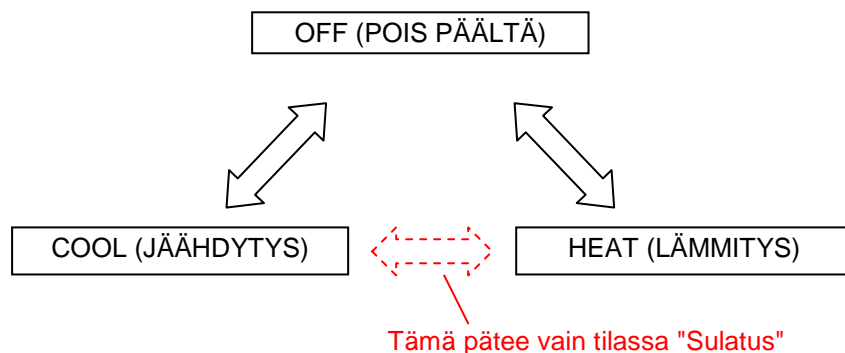 OFF (POIS PÄÄLTÄ)
COOL (JÄÄHDYTYS)
HEAT (LÄMMITYS)
Tämä pätee vain tilassa "Sulatus"